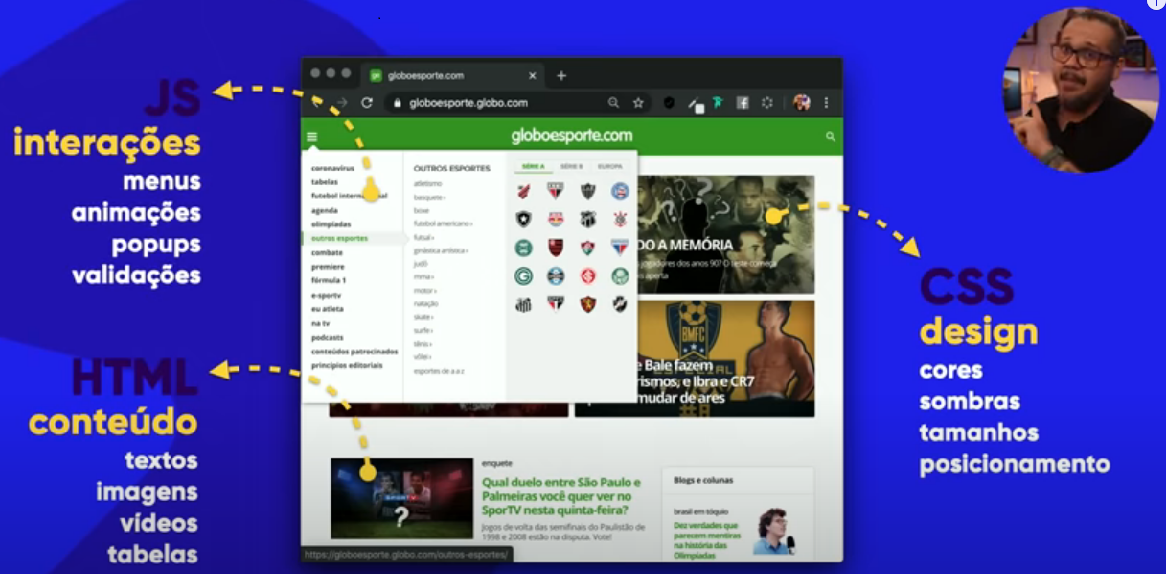 JS
interações
menus
animações
popups
validações
HTML
conteúdo
textos
imagens
vídeos
tabelas
globoesporte.com
globoesporte.globo.com
globoesporte.com
coronavírus
tabelas
futebol internacional
agenda
olimpíadas
outros esportes
combate
premiere
fórmula 1
e-sportv
eu atleta
na tv
podcasts
conteúdos patrocinados
princípios editoriais
OUTROS ESPORTES
atletismo
basquete
boxe
futebol americano
futsal
ginástica artística
judô
mma
motor
natação
skate
surfe
tênis
vôlei
esportes de a a z
SÉRIE A
SÉRIE B
EUROPA
DO A MEMÓRIA
s jogadores dos anos 90? O teste começa
aperta
BMFC
ESPECIAL
#8
e Bale fazem
rismos, e Ibra e CR7
mudar de ares
SPORTV
?
enquete
Qual duelo entre São Paulo e
Palmeiras você quer ver no
SporTV nesta quinta-feira?
Jogos de volta das semifinais do Paulistão de
1998 e 2008 estão na disputa. Vote!
Blogs e colunas
brasil em tóquio
Dez verdades que
parecem mentiras
na história das
Olimpíadas
https://globoesporte.globo.com/outros-esportes/
CSS
design
cores
sombras
tamanhos
posicionamento